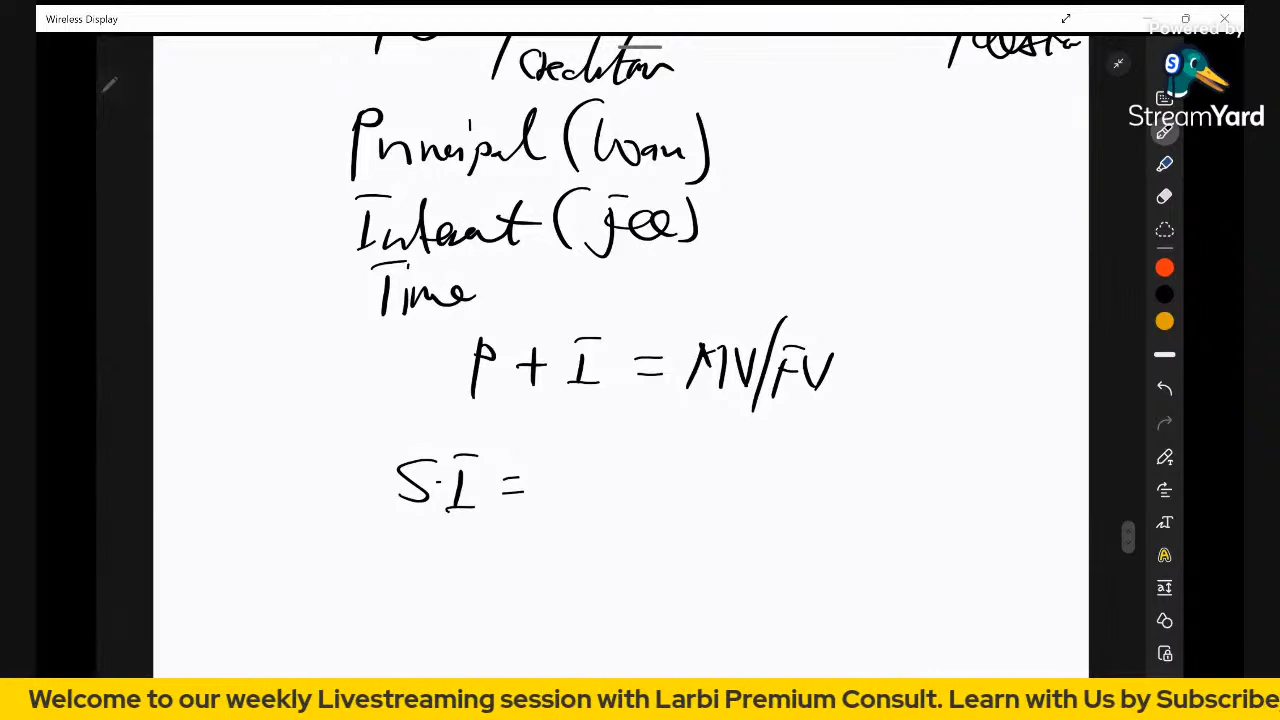 Wireless Display
Powered by
StreamYard
Principal (Loan)
Interest (fee)
Time
P + I = MV/FV
S.I =
Welcome to our weekly Livestreaming session with Larbi Premium Consult. Learn with Us by Subscribe